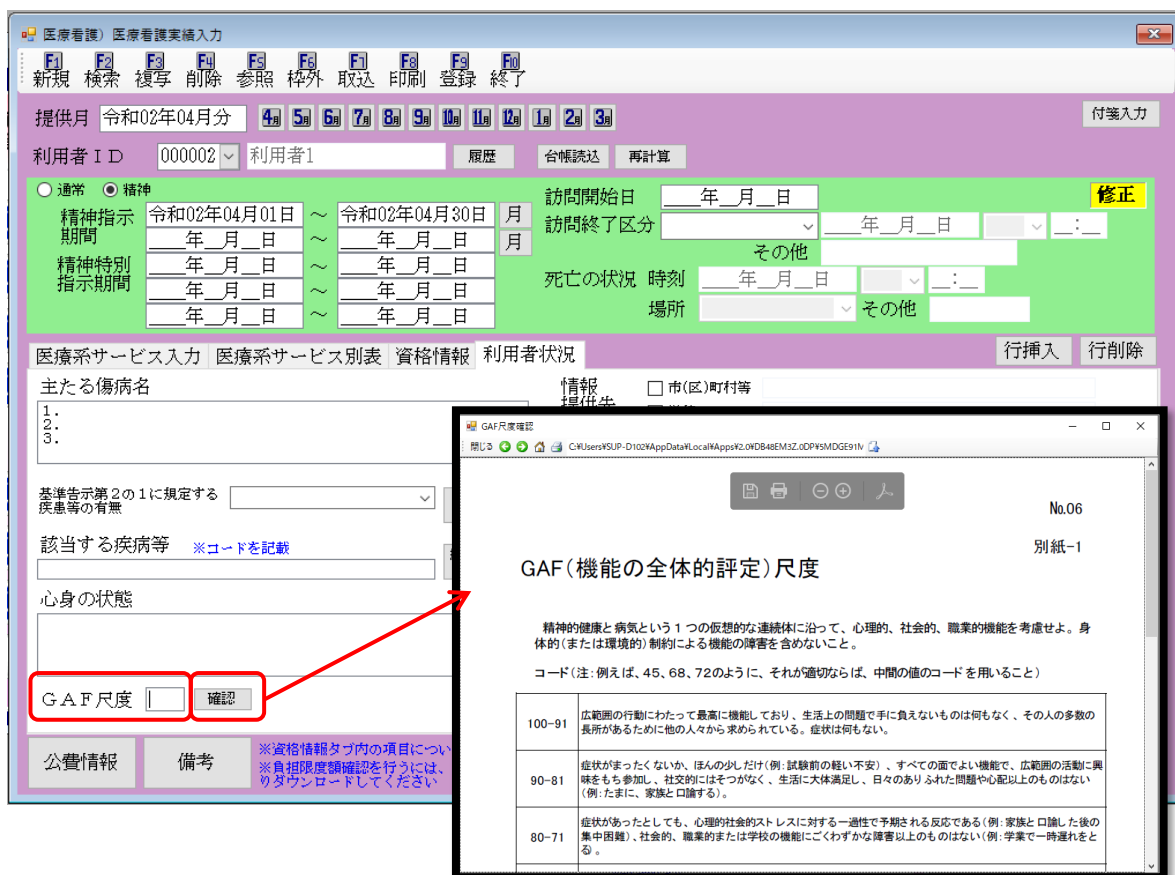 医療看護）医療看護実績入力
F1 F2 F3 F4 F5 F6 F7 F8 F9 F10
新規 検索 複写 削除 参照 枠外 取込 印刷 登録 終了
提供月 令和02年04月分 4月 5月 6月 7月 8月 9月 10月 11月 12月 1月 2月 3月 付箋入力
利用者ＩＤ 000002 利用者1 履歴 台帳読込 再計算
通常 精神
修正
精神指示期間 令和02年04月01日 ～ 令和02年04月30日 月
___年__月__日 ～ ___年__月__日 月
精神特別指示期間 ___年__月__日 ～ ___年__月__日
___年__月__日 ～ ___年__月__日
___年__月__日 ～ ___年__月__日
訪問開始日 ___年__月__日
訪問終了区分 ___年__月__日 __:__
その他
死亡の状況 時刻 ___年__月__日 __:__
場所 その他
医療系サービス入力 医療系サービス別表 資格情報 利用者状況 行挿入 行削除
主たる傷病名
1.
2.
3.
情報
提供先
市(区)町村等
基準告示第２の１に規定する
疾患等の有無
該当する疾病等 ※コードを記載
心身の状態
ＧＡＦ尺度 確認
公費情報 備考
※資格情報タブ内の項目につい
※負担限度額確認を行うには、
りダウンロードしてください
GAF尺度確認
閉じる C:¥Users¥SUP-D102¥AppData¥Local¥Apps¥2.0¥DB48EM3Z.0DP¥5MDGE91M
No.06
別紙-1
GAF(機能の全体的評定)尺度
精神的健康と病気という１つの仮想的な連続体に沿って、心理的、社会的、職業的機能を考慮せよ。身
体的(または環境的)制約による機能の障害を含めないこと。
コード(注:例えば、45、68、72のように、それが適切ならば、中間の値のコードを用いること)
100-91 広範囲の行動にわたって最高に機能しており、生活上の問題で手に負えないものは何もなく、その人の多数の
長所があるために他の人々から求められている。症状は何もない。
90-81 症状がまったくないか、ほんの少しだけ(例:試験前の軽い不安)、すべての面でよい機能で、広範囲の活動に興
味をもち参加し、社交的にはそつがなく、生活に大体満足し、日々のありふれた問題や心配以上のものはない
(例:たまに、家族と口論する)。
80-71 症状があったとしても、心理的社会的ストレスに対する一過性で予期される反応である(例:家族と口論した後の
集中困難)、社会的、職業的または学校の機能にごくわずかな障害以上のものはない(例:学業で一時遅れをと
る)。